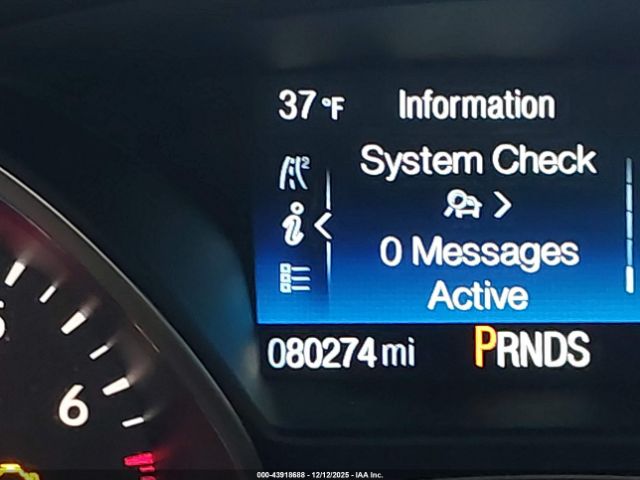 37 °F
Information
System Check
0 Messages
Active
080274 mi
PRNDS
6
000-43918688 - 12/12/2025 - IAA Inc.